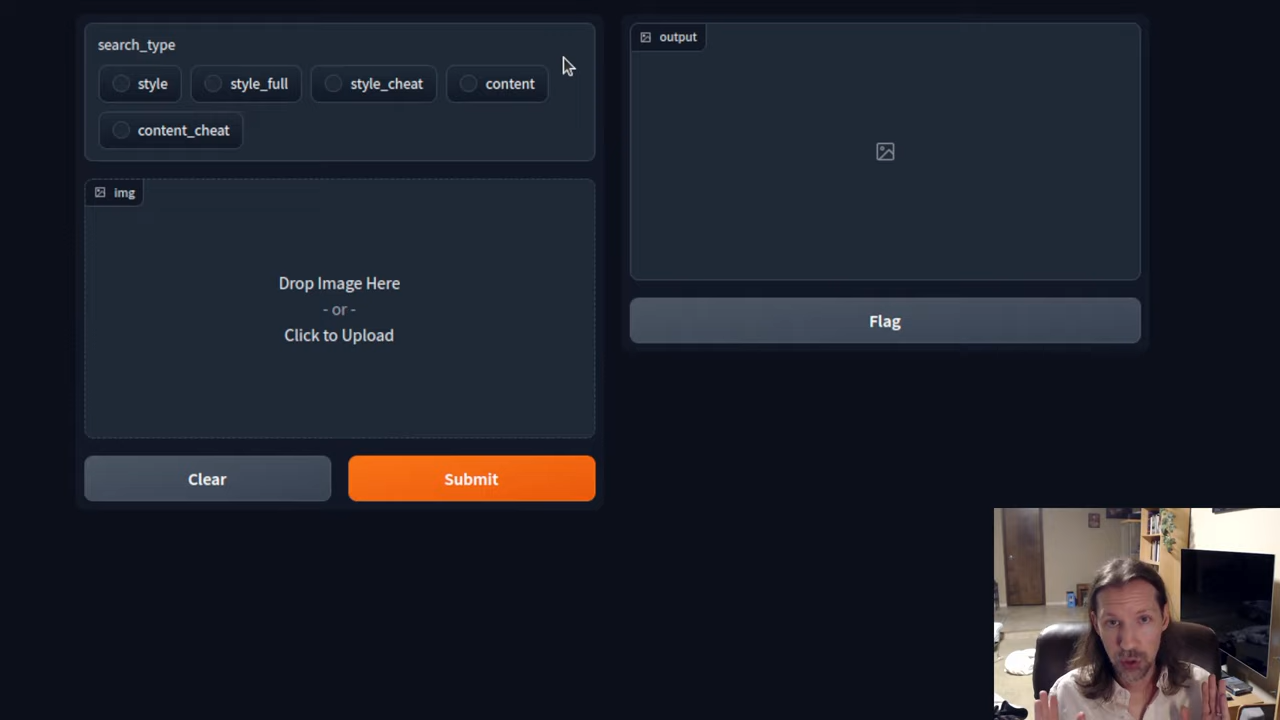 search_type
style
style_full
style_cheat
content
content_cheat
img
Drop Image Here
- or -
Click to Upload
Clear
Submit
output
Flag